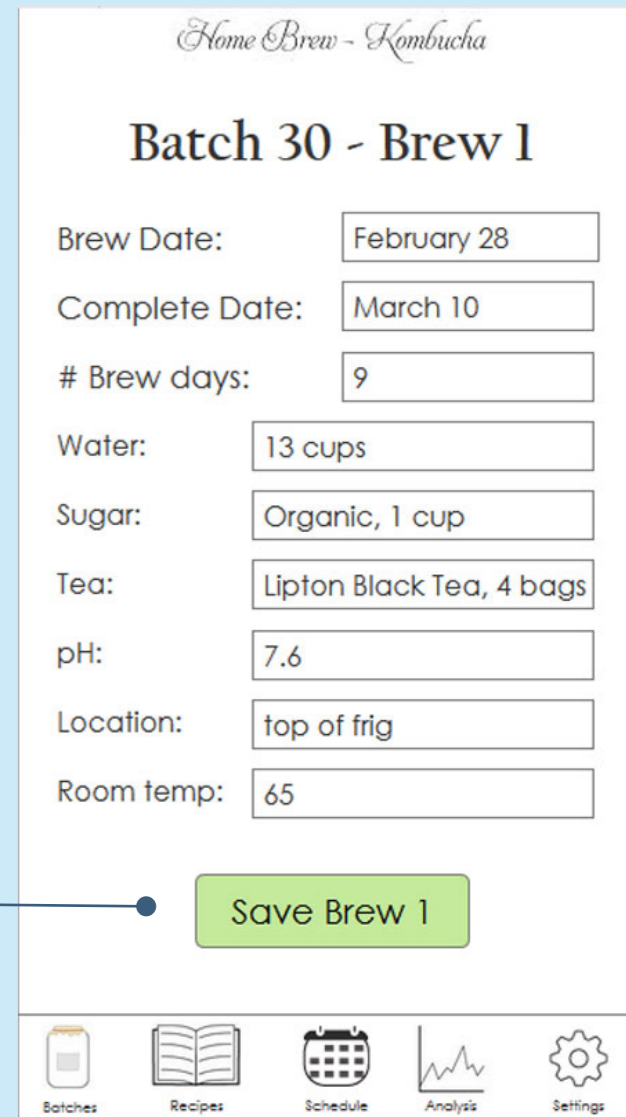 Home Brew - Kombucha
Batch 30 - Brew 1
Brew Date: February 28
Complete Date: March 10
# Brew days: 9
Water: 13 cups
Sugar: Organic, 1 cup
Tea: Lipton Black Tea, 4 bags
pH: 7.6
Location: top of frig
Room temp: 65
Save Brew 1
Batches Recipes Schedule Analysis Settings